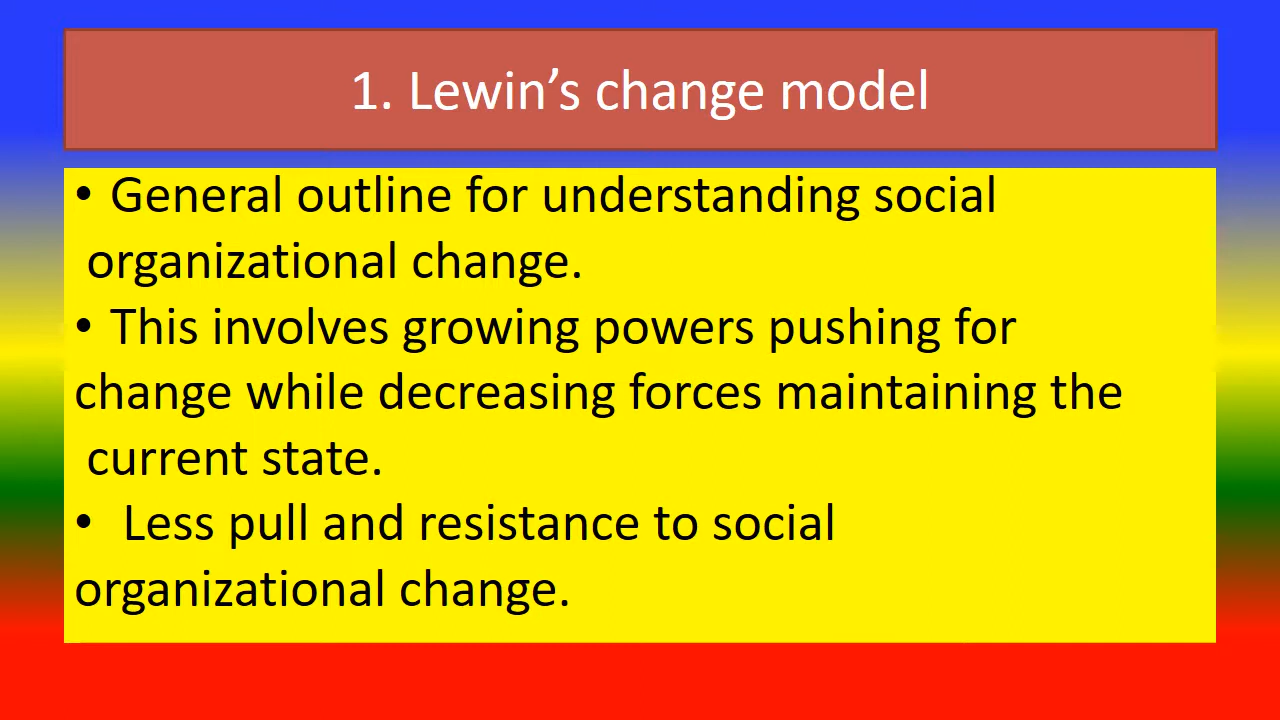 1. Lewin’s change model
• General outline for understanding social
organizational change.
• This involves growing powers pushing for
change while decreasing forces maintaining the
current state.
• Less pull and resistance to social
organizational change.